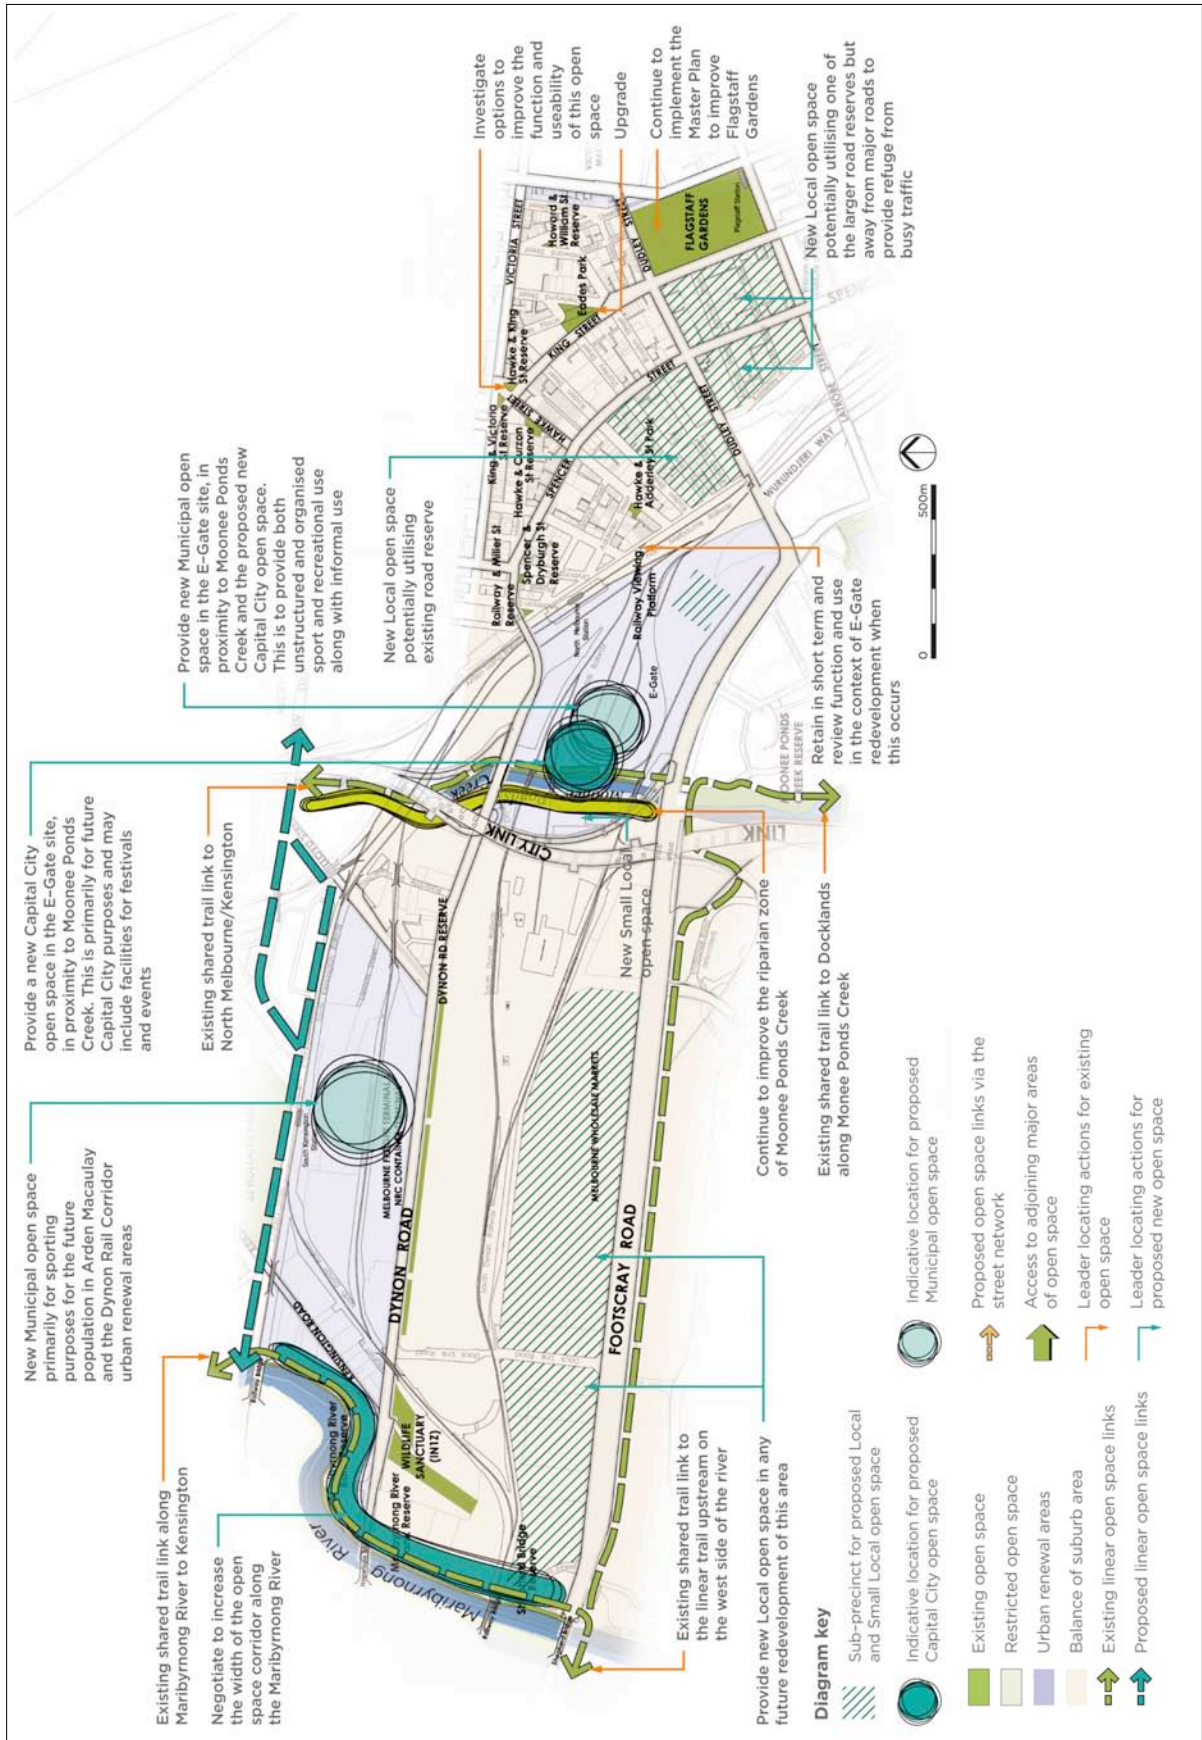 New Municipal open space
primarily for sporting
purposes for the future
population in Arden Macaulay
and the Dynon Rail Corridor
urban renewal areas
Provide a new Capital City
open space in the E-Gate site,
in proximity to Moonee Ponds
Creek. This is primarily for future
Capital City purposes and may
include facilities for festivals
and events
Provide new Municipal open
space in the E-Gate site, in
proximity to Moonee Ponds
Creek and the proposed new
Capital City open space.
This is to provide both
unstructured and organised
sport and recreational use
along with informal use
Existing shared trail link along
Maribyrnong River to Kensington
Negotiate to increase
the width of the open
space corridor along
the Maribyrnong River
Existing shared trail link to
North Melbourne/Kensington
New Local open space
potentially utilising
existing road reserve
Investigate
options to
improve the
function and
useability
of this open
space
Upgrade
Continue to
implement the
Master Plan
to improve
Flagstaff
Gardens
New Local open space
potentially utilising one of
the larger road reserves but
away from major roads to
provide refuge from
busy traffic
Maribyrnong
River
KENSINGTON ROAD
South Kensington
WILDLIFE
SANCTUARY
(IN1Z)
DYNON ROAD
DYNON RD RESERVE
CITY LINK
Creek
New Small Local
open space
MELBOURNE WHOLESALE MARKETS
Dock Link Road
FOOTSCRAY ROAD
LINK
E-Gate
North Melbourne
Station
Railway Viewing
Platform
Railway & Miller St
Reserve
Spencer &
Dryburgh St
Reserve
Hawke & Curzon
St Reserve
King & Victoria
St Reserve
Hawke & King
St Reserve
Hawke &
Adderley St Park
Eades Park
Howard &
William St
Reserve
VICTORIA STREET
HAWKE STREET
KING STREET
SPENCER STREET
DUDLEY STREET
DUDLEY STREET
FLAGSTAFF
GARDENS
Flagstaff Station
WURUNDJERI WAY
LATROBE STREET
Existing shared trail link to
the linear trail upstream on
the west side of the river
Provide new Local open space in any
future redevelopment of this area
Continue to improve the riparian zone
of Moonee Ponds Creek
Existing shared trail link to Docklands
along Monee Ponds Creek
Retain in short term and
review function and use
in the context of E-Gate
redevelopment when
this occurs
0
500m
Diagram key
Sub-precinct for proposed Local
and Small Local open space
Indicative location for proposed
Capital City open space
Existing open space
Restricted open space
Urban renewal areas
Balance of suburb area
Existing linear open space links
Proposed linear open space links
Indicative location for proposed
Municipal open space
Proposed open space links via the
street network
Access to adjoining major areas
of open space
Leader locating actions for existing
open space
Leader locating actions for
proposed new open space